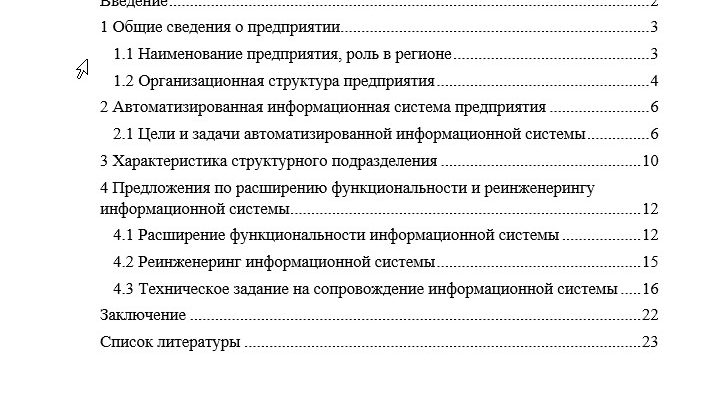 Введение 2
1 Общие сведения о предприятии 3
1.1 Наименование предприятия, роль в регионе 3
1.2 Организационная структура предприятия 4
2 Автоматизированная информационная система предприятия 6
2.1 Цели и задачи автоматизированной информационной системы 6
3 Характеристика структурного подразделения 10
4 Предложения по расширению функциональности и реинженерингу
информационной системы 12
4.1 Расширение функциональности информационной системы 12
4.2 Реинженеринг информационной системы 15
4.3 Техническое задание на сопровождение информационной системы 16
Заключение 22
Список литературы 23